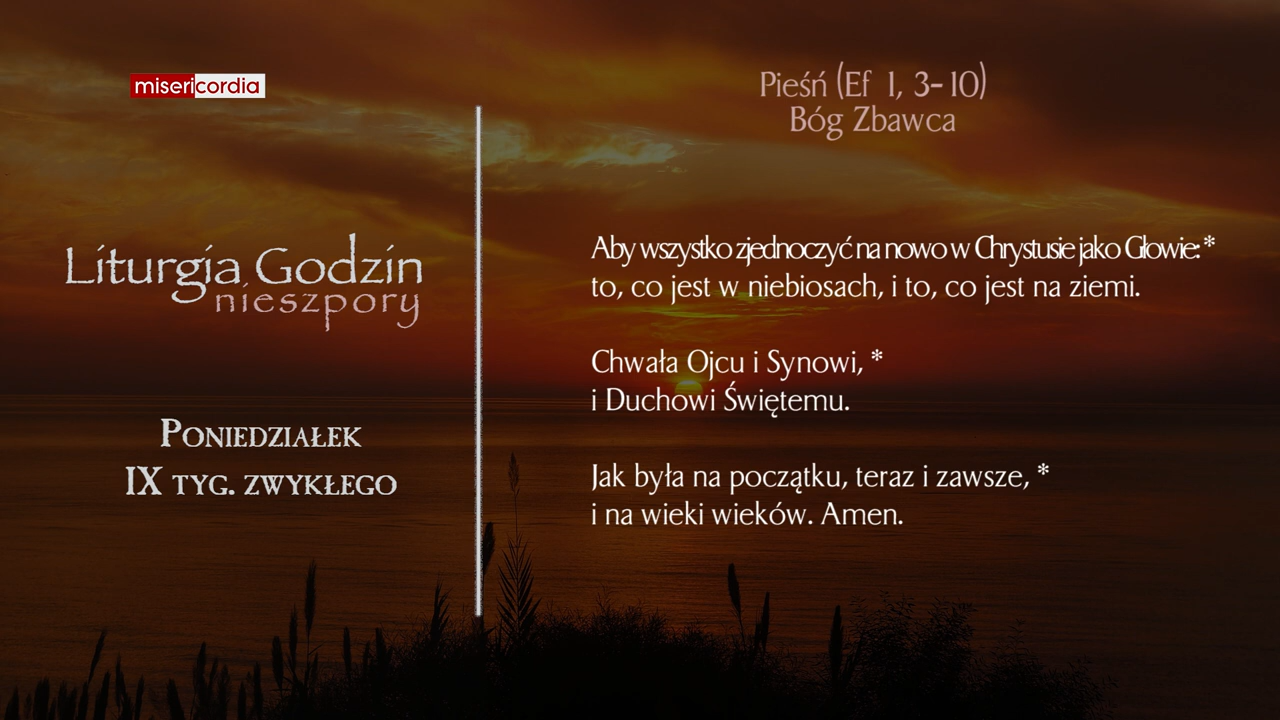 misericordia
Liturgia Godzin
nieszpory
Poniedziałek
IX tyg. zwykłego
Pieśń (Ef 1, 3-10)
Bóg Zbawca
Aby wszystko zjednoczyć na nowo w Chrystusie jako Głowie: *
to, co jest w niebiosach, i to, co jest na ziemi.
Chwała Ojcu i Synowi, *
i Duchowi Świętemu.
Jak była na początku, teraz i zawsze, *
i na wieki wieków. Amen.